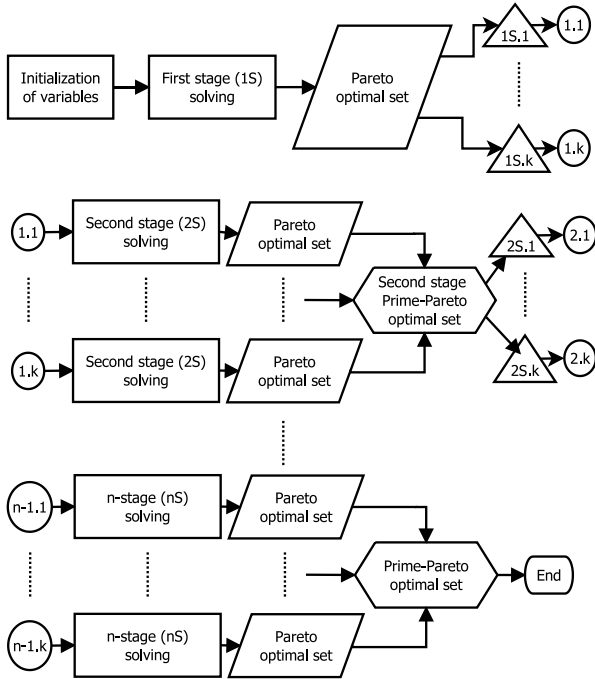 Initialization
of variables
First stage (1S)
solving
Pareto
optimal set
1S.1
1.1
1S.k
1.k
1.1
Second stage (2S)
solving
Pareto
optimal set
Second stage
Prime-Pareto
optimal set
2S.1
2.1
1.k
Second stage (2S)
solving
Pareto
optimal set
2S.k
2.k
n-1.1
n-stage (nS)
solving
Pareto
optimal set
Prime-Pareto
optimal set
End
n-1.k
n-stage (nS)
solving
Pareto
optimal set